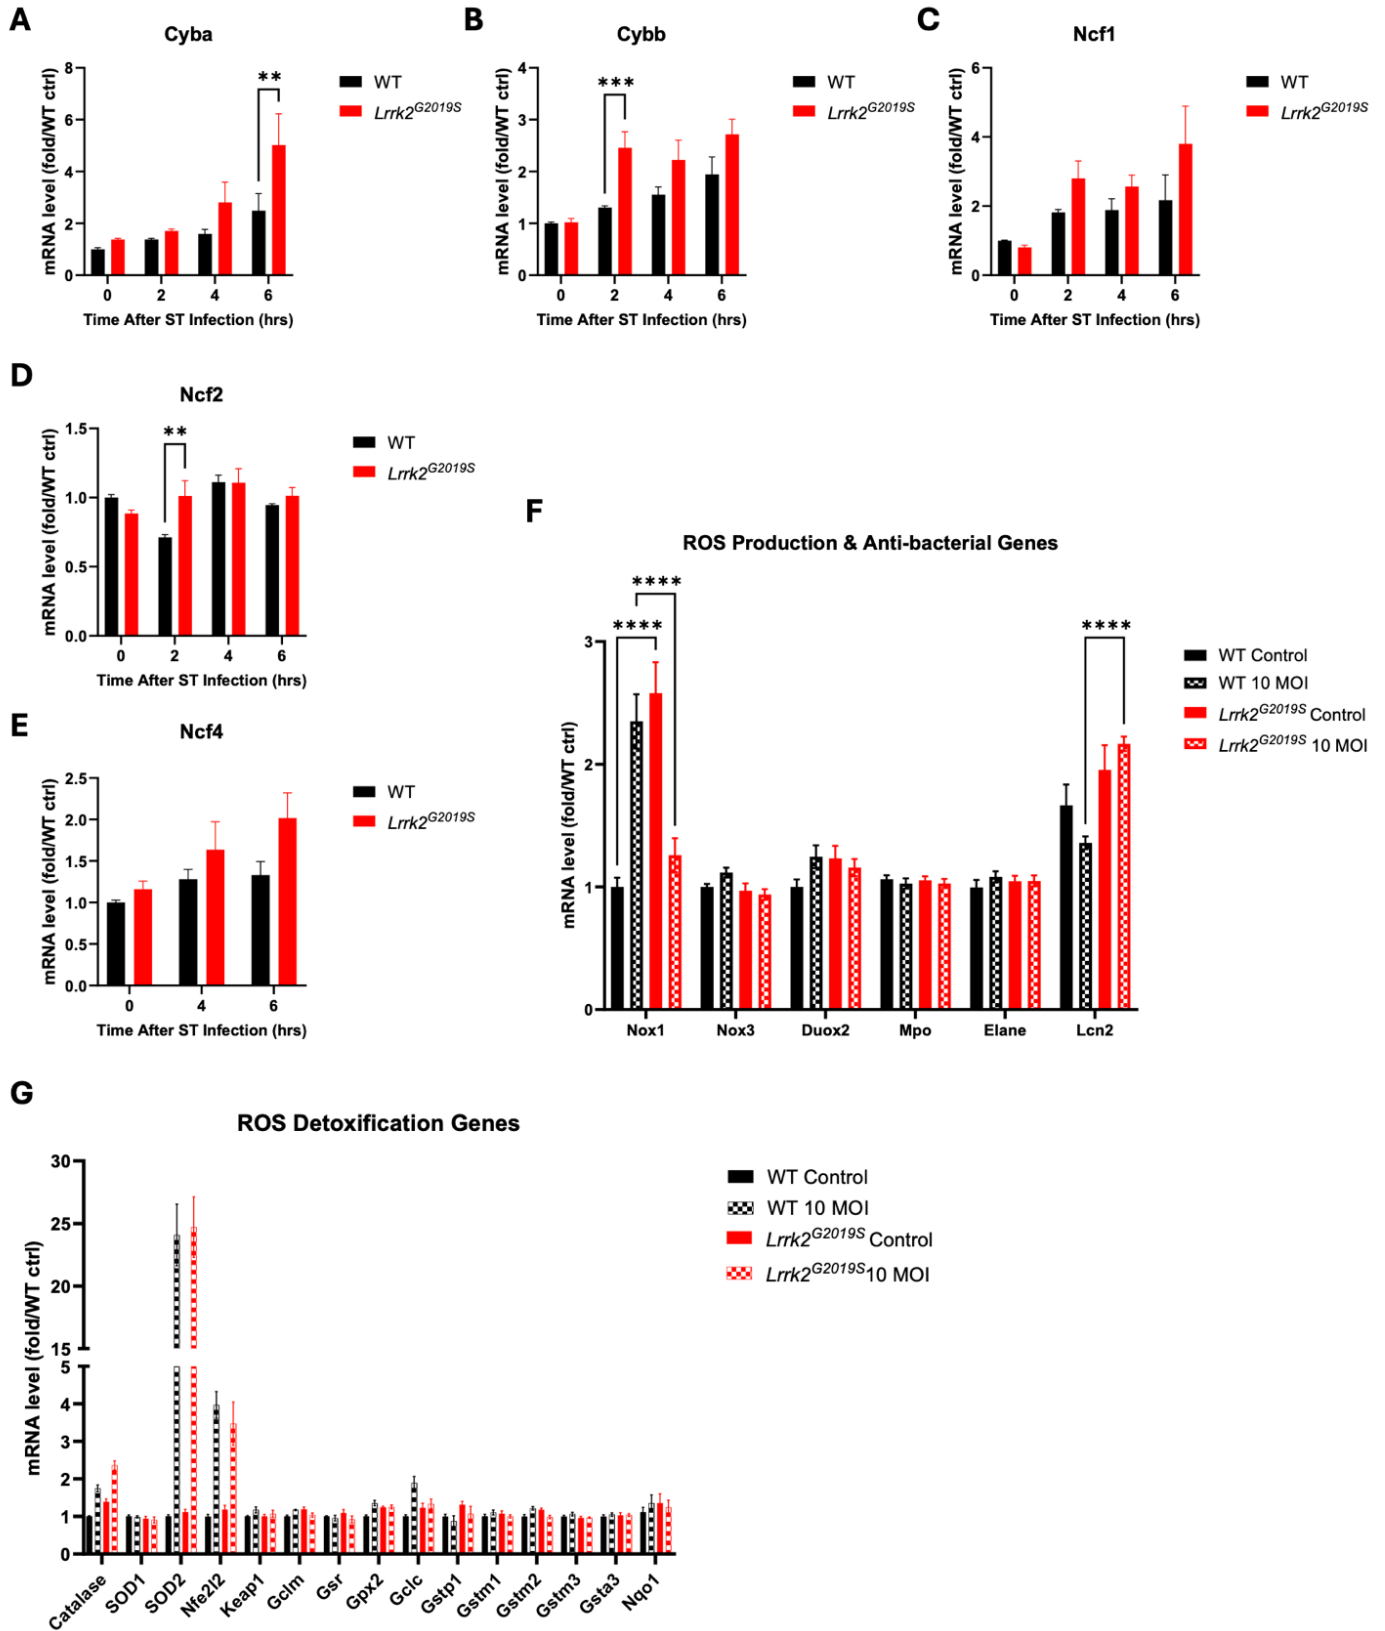 A
Cyba
mRNA level (fold/WT ctrl)
8
6
4
2
0
**
0 2 4 6
Time After ST Infection (hrs)
WT
Lrrk2G2019S
B
Cybb
mRNA level (fold/WT ctrl)
4
3
2
1
0
***
0 2 4 6
Time After ST Infection (hrs)
WT
Lrrk2G2019S
C
Ncf1
mRNA level (fold/WT ctrl)
6
4
2
0
0 2 4 6
Time After ST Infection (hrs)
WT
Lrrk2G2019S
D
Ncf2
mRNA level (fold/WT ctrl)
1.5
1.0
0.5
0.0
**
0 2 4 6
Time After ST Infection (hrs)
WT
Lrrk2G2019S
E
Ncf4
mRNA level (fold/WT ctrl)
2.5
2.0
1.5
1.0
0.5
0.0
0 4 6
Time After ST Infection (hrs)
WT
Lrrk2G2019S
F
ROS Production & Anti-bacterial Genes
mRNA level (fold/WT ctrl)
3
2
1
0
****
****
****
Nox1 Nox3 Duox2 Mpo Elane Lcn2
WT Control
WT 10 MOI
Lrrk2G2019S Control
Lrrk2G2019S 10 MOI
G
ROS Detoxification Genes
mRNA level (fold/WT ctrl)
30
25
20
15
5
4
3
2
1
0
Catalase SOD1 SOD2 Nfe2l2 Keap1 Gclm Gsr Gpx2 Gclc Gstp1 Gstm1 Gstm2 Gstm3 Gsta3 Nqo1
WT Control
WT 10 MOI
Lrrk2G2019S Control
Lrrk2G2019S 10 MOI